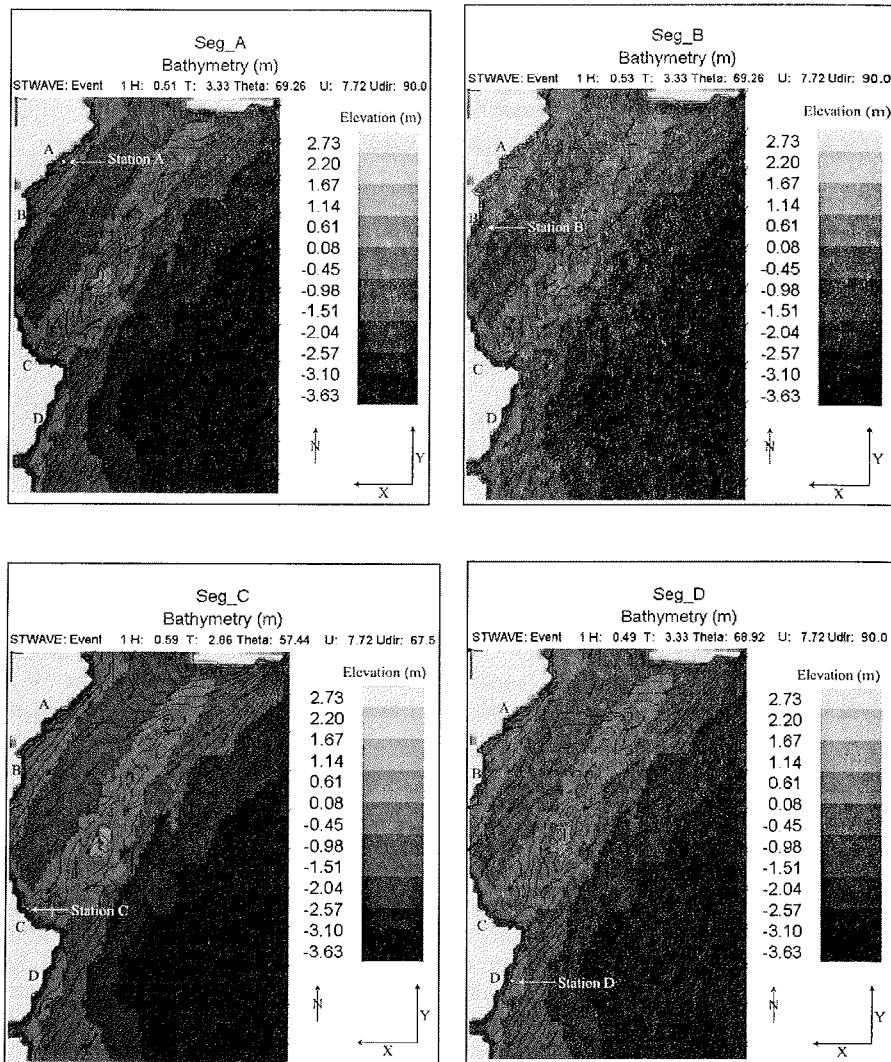 Seg_A
Bathymetry (m)
STWAVE: Event 1 H: 0.51 T: 3.33 Theta: 69.26 U: 7.72 Udir: 90.0
Elevation (m)
2.73
2.20
1.67
1.14
0.61
0.08
-0.45
-0.98
-1.51
-2.04
-2.57
-3.10
-3.63
A
Station A
B
C
D
N
Y
X
Seg_B
Bathymetry (m)
STWAVE: Event 1 H: 0.53 T: 3.33 Theta: 69.26 U: 7.72 Udir: 90.0
Elevation (m)
2.73
2.20
1.67
1.14
0.61
0.08
-0.45
-0.98
-1.51
-2.04
-2.57
-3.10
-3.63
A
B
Station B
C
D
N
Y
X
Seg_C
Bathymetry (m)
STWAVE: Event 1 H: 0.59 T: 2.86 Theta: 57.44 U: 7.72 Udir: 67.5
Elevation (m)
2.73
2.20
1.67
1.14
0.61
0.08
-0.45
-0.98
-1.51
-2.04
-2.57
-3.10
-3.63
A
B
Station C
C
D
N
Y
X
Seg_D
Bathymetry (m)
STWAVE: Event 1 H: 0.49 T: 3.33 Theta: 68.92 U: 7.72 Udir: 90.0
Elevation (m)
2.73
2.20
1.67
1.14
0.61
0.08
-0.45
-0.98
-1.51
-2.04
-2.57
-3.10
-3.63
A
B
C
D
Station D
N
Y
X